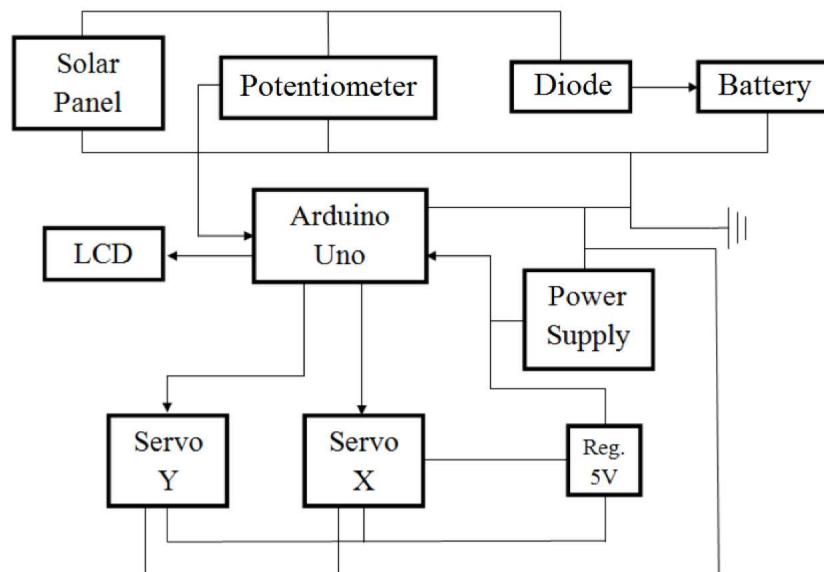 Solar
Panel
Potentiometer
Diode
Battery
Arduino
Uno
LCD
Power
Supply
Servo
Y
Servo
X
Reg.
5V